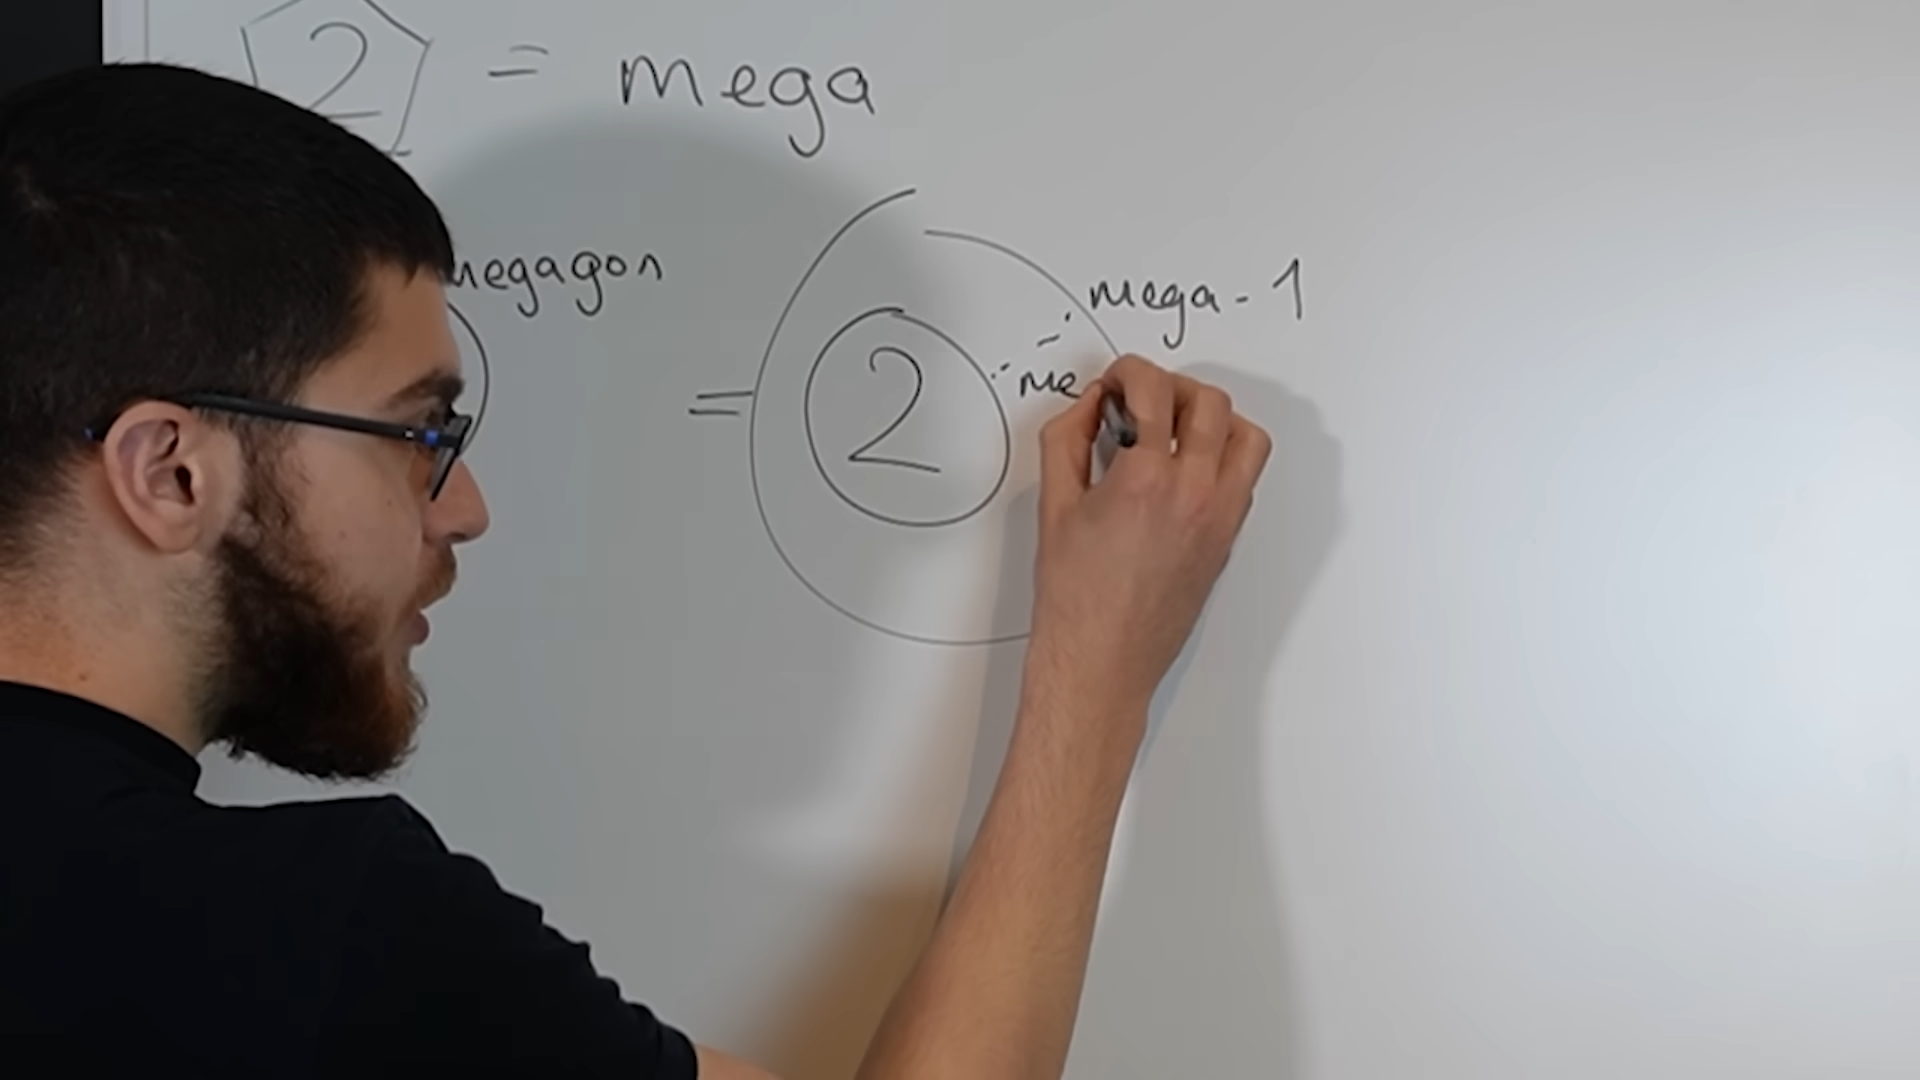 2 = mega
megagon
mega - 1
= 2 me